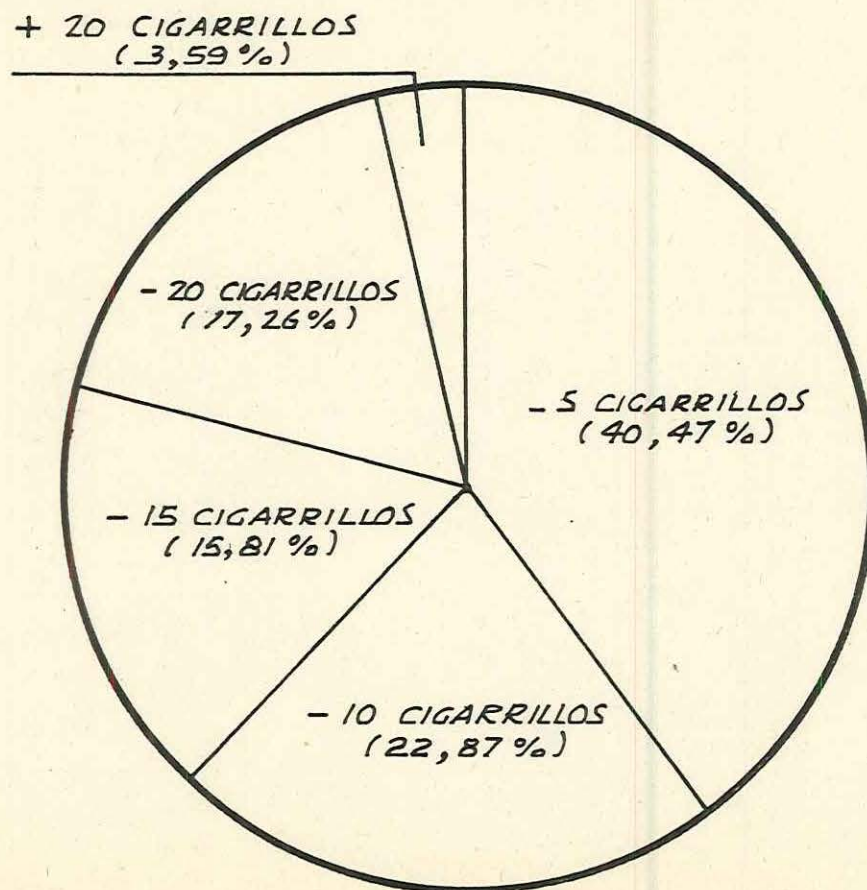 + 20 CIGARRILLOS
(3,59%)
- 20 CIGARRILLOS
(17,26%)
- 5 CIGARRILLOS
(40,47%)
- 15 CIGARRILLOS
(15,81%)
- 10 CIGARRILLOS
(22,87%)